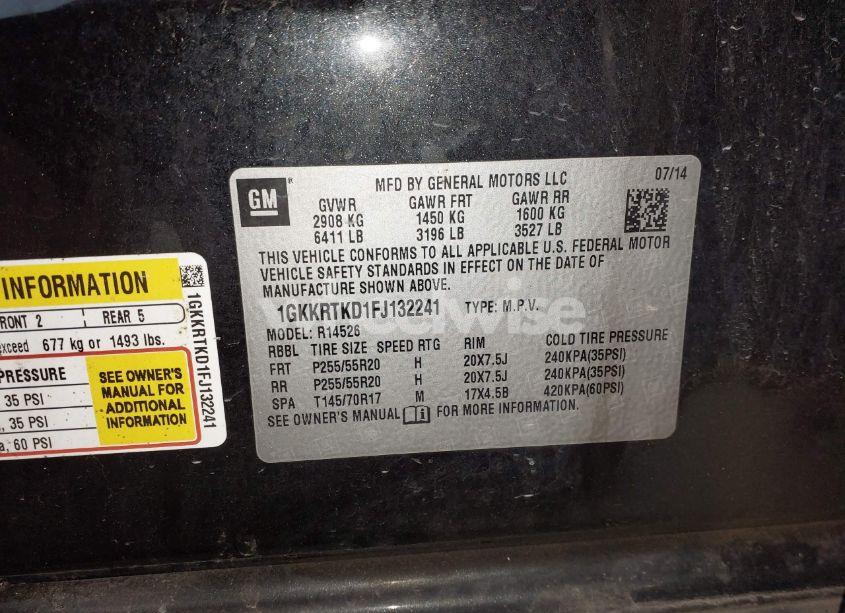 GM
MFD BY GENERAL MOTORS LLC 07/14
GVWR GAWR FRT GAWR RR
2908 KG 1450 KG 1600 KG
6411 LB 3196 LB 3527 LB
THIS VEHICLE CONFORMS TO ALL APPLICABLE U.S. FEDERAL MOTOR
VEHICLE SAFETY STANDARDS IN EFFECT ON THE DATE OF
MANUFACTURE SHOWN ABOVE.
1GKKRTKD1FJ132241 TYPE: M.P.V.
MODEL: R14526
RBBL TIRE SIZE SPEED RTG RIM COLD TIRE PRESSURE
FRT P255/55R20 H 20X7.5J 240KPA(35PSI)
RR P255/55R20 H 20X7.5J 240KPA(35PSI)
SPA T145/70R17 M 17X4.5B 420KPA(60PSI)
SEE OWNER'S MANUAL FOR MORE INFORMATION.
INFORMATION
FRONT 2 REAR 5
exceed 677 kg or 1493 lbs.
PRESSURE
35 PSI
, 35 PSI
, 60 PSI
SEE OWNER'S
MANUAL FOR
ADDITIONAL
INFORMATION
1GKKRTKD1FJ132241